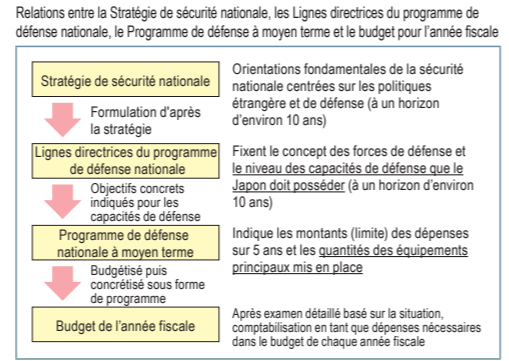 Relations entre la Stratégie de sécurité nationale, les Lignes directrices du programme de
défense nationale, le Programme de défense à moyen terme et le budget pour l'année fiscale
Stratégie de sécurité nationale
Orientations fondamentales de la sécurité
nationale centrées sur les politiques
étrangère et de défense (à un horizon
d'environ 10 ans)
Formulation d'après
la stratégie
Lignes directrices du programme
de défense nationale
Fixent le concept des forces de défense et
le niveau des capacités de défense que le
Japon doit posséder (à un horizon d'environ
10 ans)
Objectifs concrets
indiqués pour les
capacités de défense
Programme de défense
nationale à moyen terme
Indique les montants (limite) des dépenses
sur 5 ans et les quantités des équipements
principaux mis en place
Budgétisé puis
concrétisé sous forme
de programme
Budget de l'année fiscale
Après examen détaillé basé sur la situation,
comptabilisation en tant que dépenses nécessaires
dans le budget de chaque année fiscale